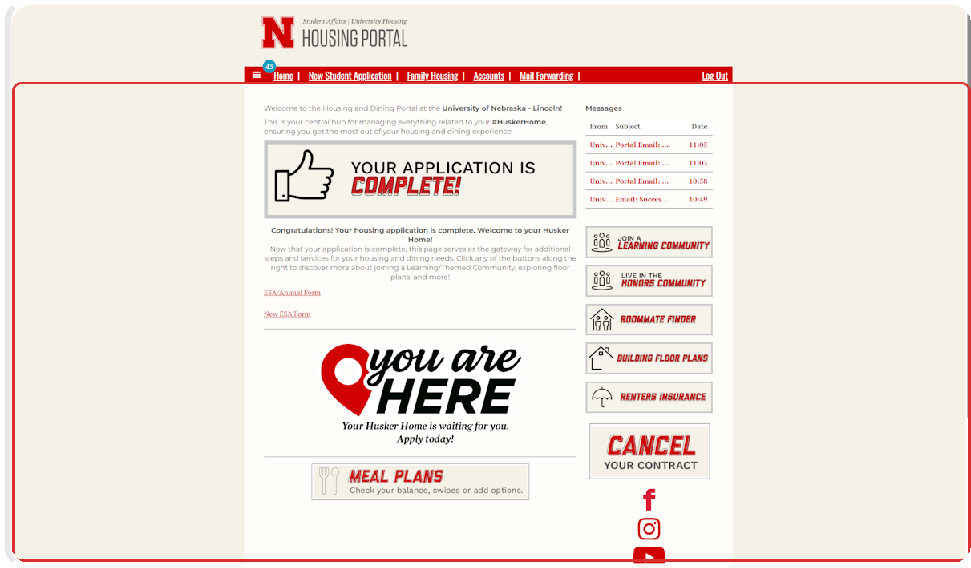 N
Student Affairs | University Housing
HOUSING PORTAL
43
Home | New Student Application | Family Housing | Accounts | Mail Forwarding | Log Out
Welcome to the Housing and Dining Portal at the University of Nebraska - Lincoln!
This is your central hub for managing everything related to your #HuskerHome,
ensuring you get the most out of your housing and dining experience.
YOUR APPLICATION IS
COMPLETE!
Congratulations! Your housing application is complete. Welcome to your Husker
Home!
Now that your application is complete, this page serves as the gateway for additional
steps and services for your housing and dining needs. Click any of the buttons along the
right to discover more about joining a Learning/Themed Community, exploring floor
plans, and more!
ESA/Animal Form
New ESA Form
you are
HERE
Your Husker Home is waiting for you.
Apply today!
MEAL PLANS
Check your balance, swipes or add options.
Messages
From Subject Date
Univ... Portal Email: ... 11:05
Univ... Portal Email: ... 11:03
Univ... Portal Email: ... 10:58
Univ... Email: Succes... 10:49
JOIN A
LEARNING COMMUNITY
LIVE IN THE
HONORS COMMUNITY
ROOMMATE FINDER
BUILDING FLOOR PLANS
RENTERS INSURANCE
CANCEL
YOUR CONTRACT